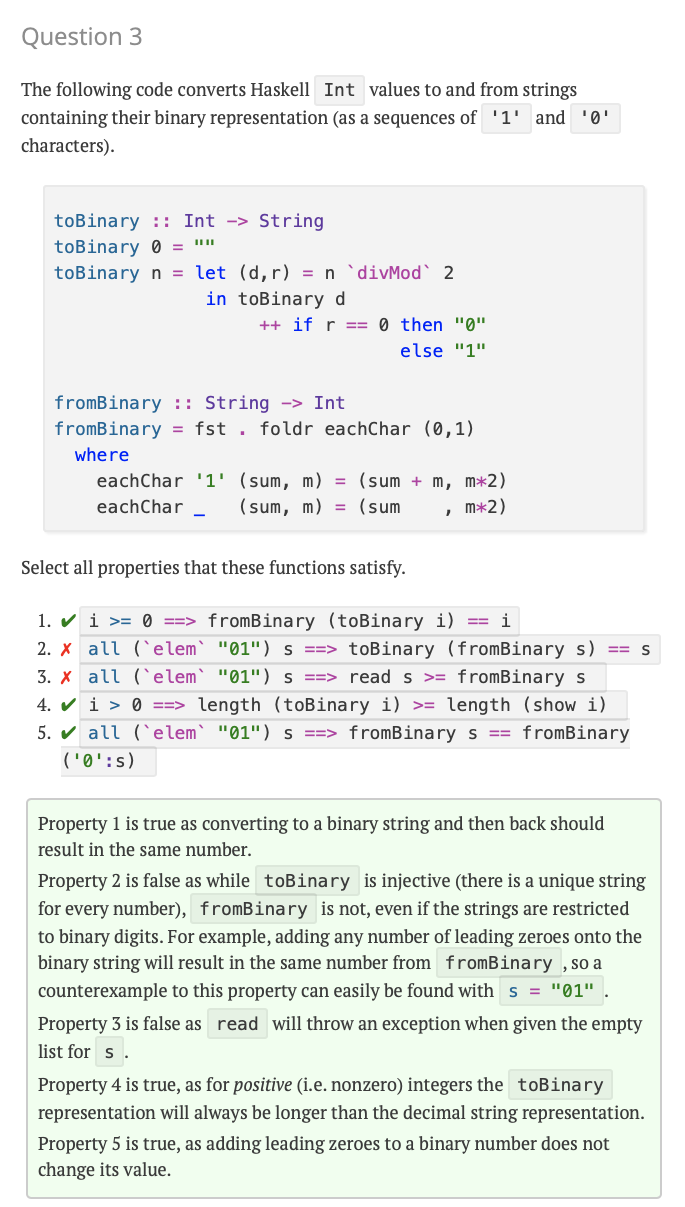 Question 3
The following code converts Haskell Int values to and from strings
containing their binary representation (as a sequences of '1' and '0'
characters).
toBinary :: Int -> String
toBinary 0 = ""
toBinary n = let (d,r) = n `divMod` 2
              in toBinary d
                   ++ if r == 0 then "0"
                                else "1"
fromBinary :: String -> Int
fromBinary = fst . foldr eachChar (0,1)
  where
    eachChar '1' (sum, m) = (sum + m, m*2)
    eachChar _   (sum, m) = (sum    , m*2)
Select all properties that these functions satisfy.
1. ✔ i >= 0 ==> fromBinary (toBinary i) == i
2. ✗ all (`elem` "01") s ==> toBinary (fromBinary s) == s
3. ✗ all (`elem` "01") s ==> read s >= fromBinary s
4. ✔ i > 0 ==> length (toBinary i) >= length (show i)
5. ✔ all (`elem` "01") s ==> fromBinary s == fromBinary
('0':s)
Property 1 is true as converting to a binary string and then back should
result in the same number.
Property 2 is false as while toBinary is injective (there is a unique string
for every number), fromBinary is not, even if the strings are restricted
to binary digits. For example, adding any number of leading zeroes onto the
binary string will result in the same number from fromBinary , so a
counterexample to this property can easily be found with s = "01" .
Property 3 is false as read will throw an exception when given the empty
list for s .
Property 4 is true, as for positive (i.e. nonzero) integers the toBinary
representation will always be longer than the decimal string representation.
Property 5 is true, as adding leading zeroes to a binary number does not
change its value.